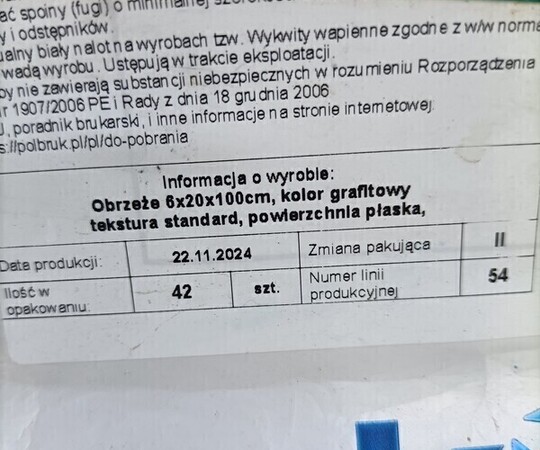 ać spoiny (fugi) o minimalnej
y i odstępników.
ualny biały nalot na wyrobach tzw. Wykwity wapienne zgodne z w/w norma
wadą wyrobu. Ustępują w trakcie eksploatacji.
by nie zawierają substancji niebezpiecznych w rozumieniu Rozporządzenia
r 1907/2006 PE i Rady z dnia 18 grudnia 2006
J, poradnik brukarski, i inne informacje na stronie internetowej
s://polbruk.pl/pl/do-pobrania
Informacja o wyrobie:
Obrzeże 6x20x100cm, kolor grafitowy
tekstura standard, powierzchnia płaska,
Data produkcji: 22.11.2024 Zmiana pakująca II
Ilość w opakowaniu: 42 szt. Numer linii produkcyjnej 54